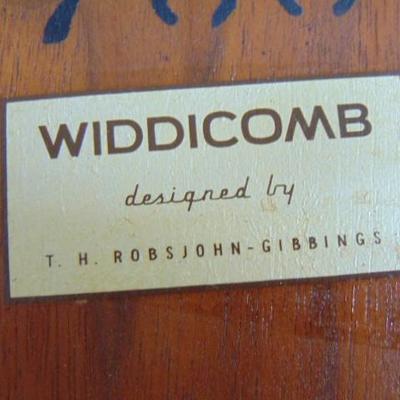 WIDDICOMB
designed by
T. H. ROBSJOHN-GIBBINGS